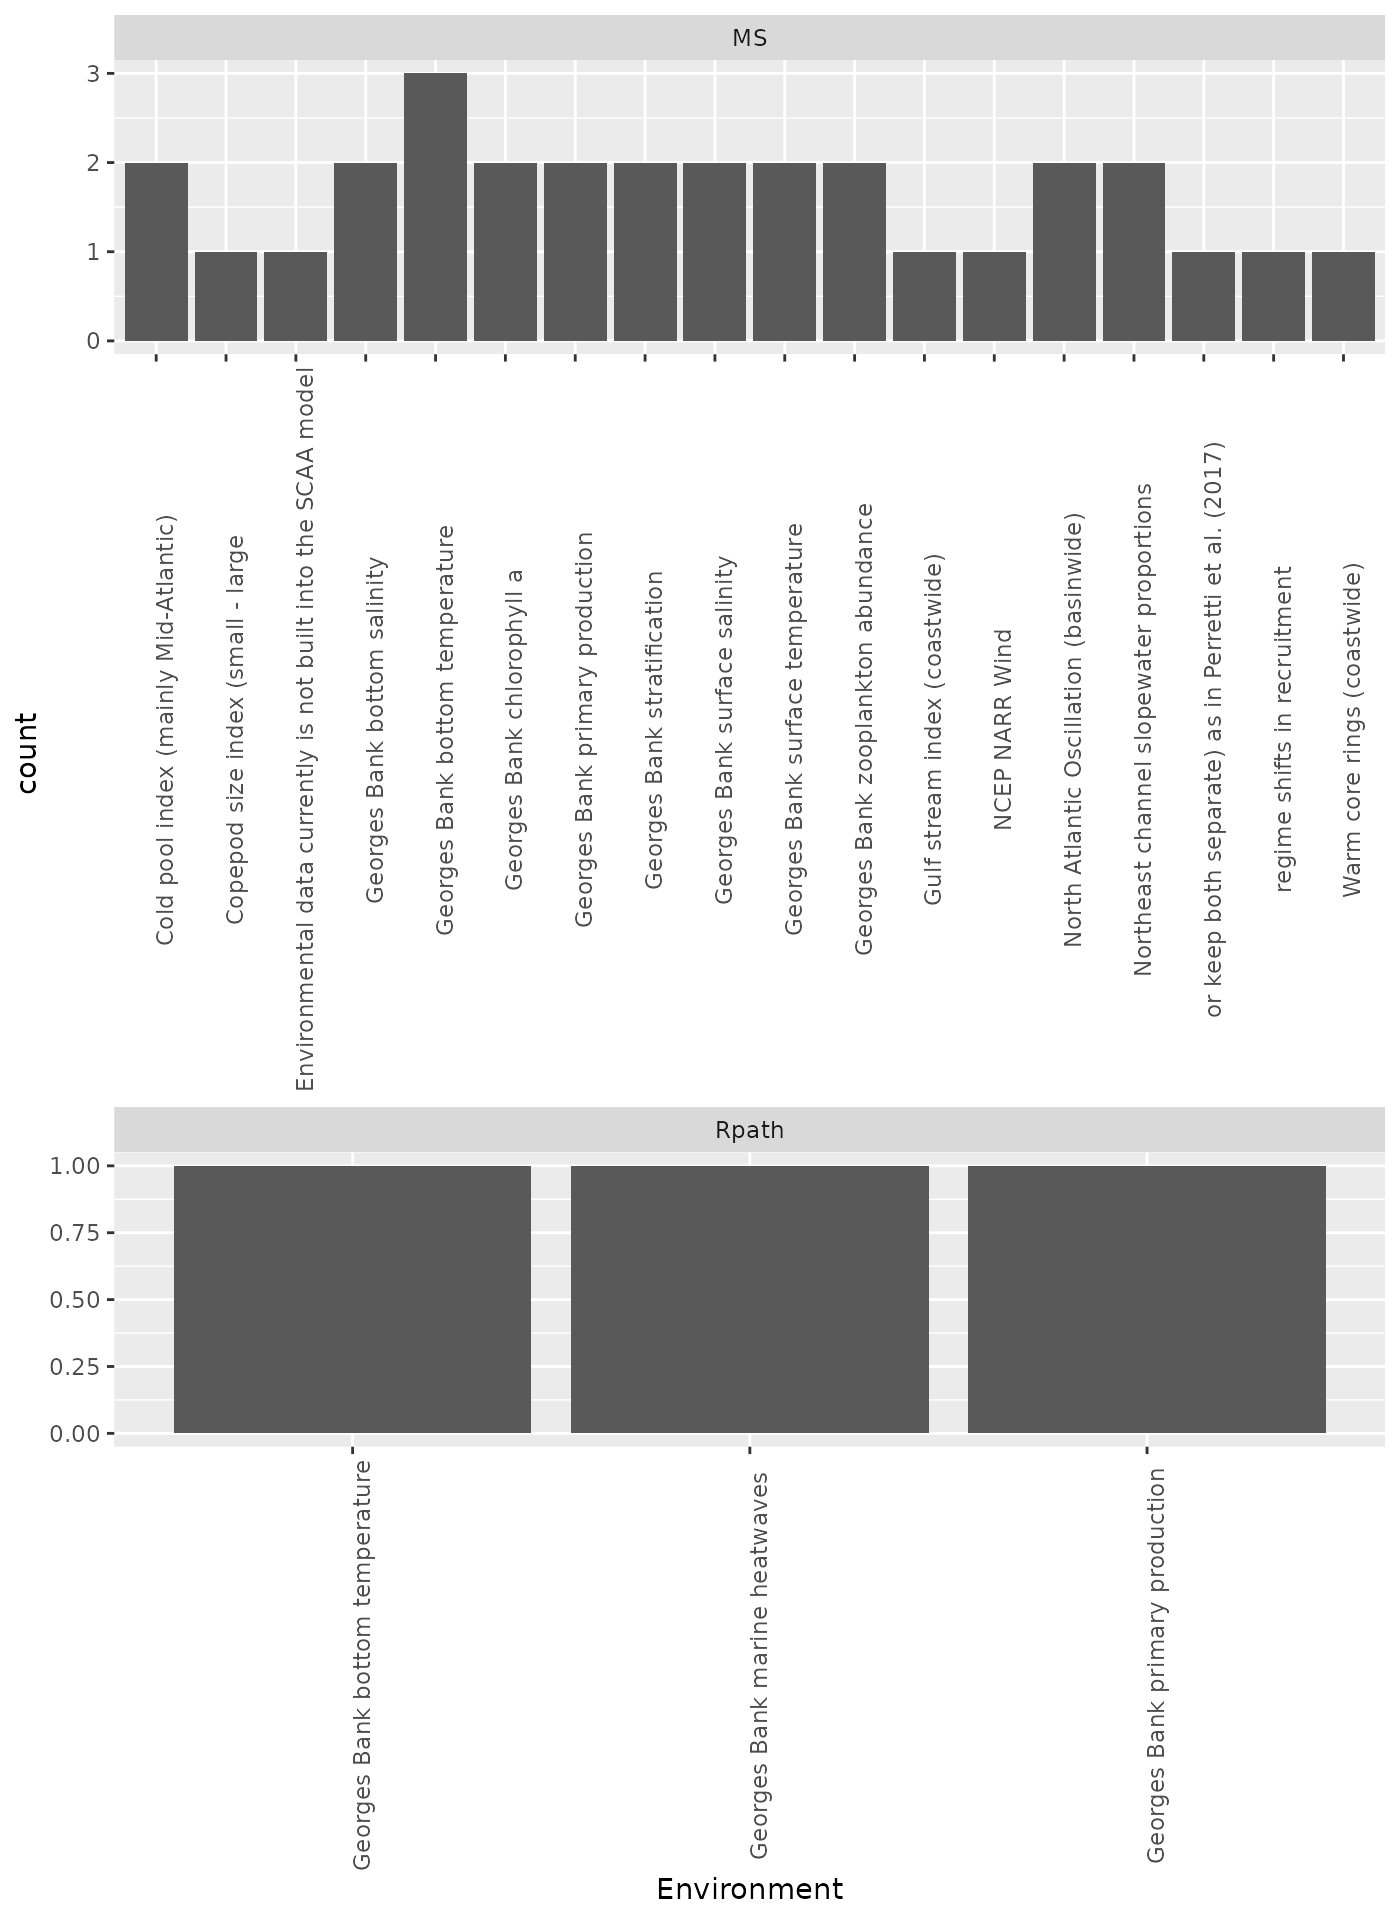 MS
3
2
1
0
Cold pool index (mainly Mid-Atlantic)
Copepod size index (small - large
Environmental data currently is not built into the SCAA model
Georges Bank bottom salinity
Georges Bank bottom temperature
Georges Bank chlorophyll a
Georges Bank primary production
Georges Bank stratification
Georges Bank surface salinity
Georges Bank surface temperature
Georges Bank zooplankton abundance
Gulf stream index (coastwide)
NCEP NARR Wind
North Atlantic Oscillation (basinwide)
Northeast channel slopewater proportions
or keep both separate) as in Perretti et al. (2017)
regime shifts in recruitment
Warm core rings (coastwide)
count
Rpath
1.00
0.75
0.50
0.25
0.00
Georges Bank bottom temperature
Georges Bank marine heatwaves
Georges Bank primary production
Environment